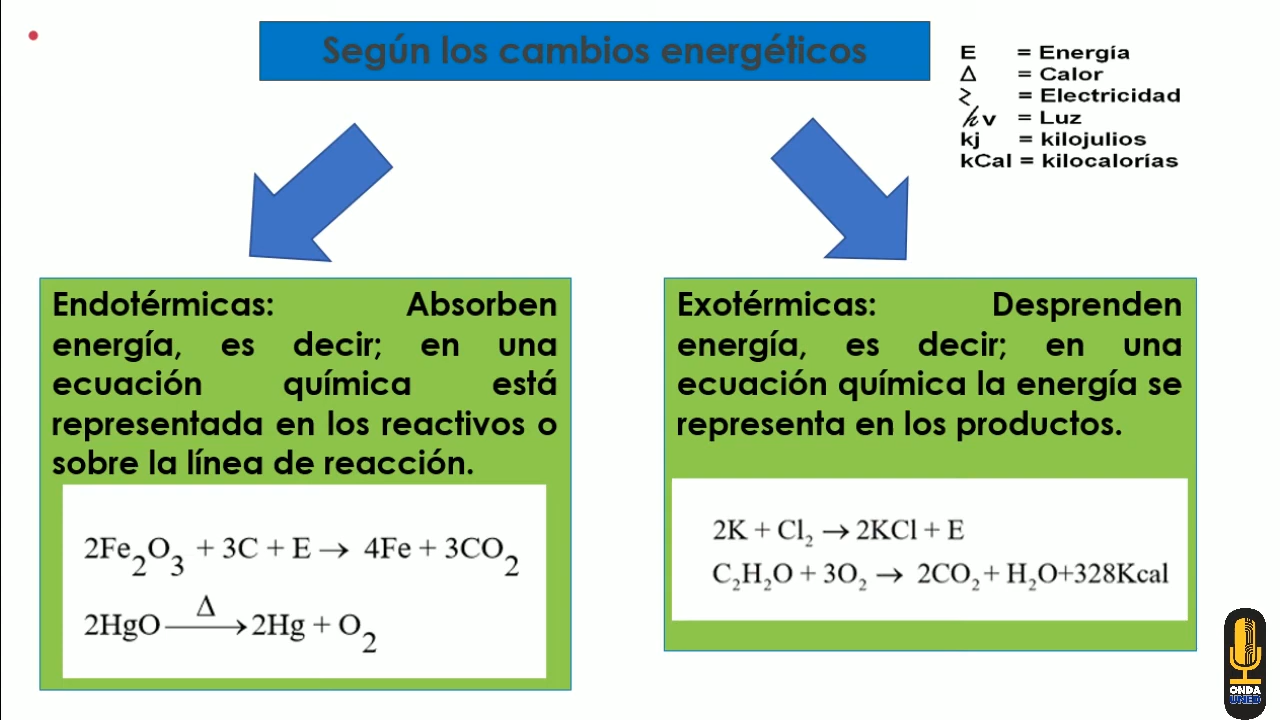 Según los cambios energéticos
E = Energía
Δ = Calor
= Electricidad
hv = Luz
kj = kilojulios
kCal = kilocalorías
Endotérmicas: Absorben
energía, es decir; en una
ecuación química está
representada en los reactivos o
sobre la línea de reacción.
2Fe₂O₃ + 3C + E → 4Fe + 3CO₂
Δ
2HgO → 2Hg + O₂
Exotérmicas: Desprenden
energía, es decir; en una
ecuación química la energía se
representa en los productos.
2K + Cl₂ → 2KCl + E
C₂H₂O + 3O₂ → 2CO₂ + H₂O+328Kcal
ONDA
UNED